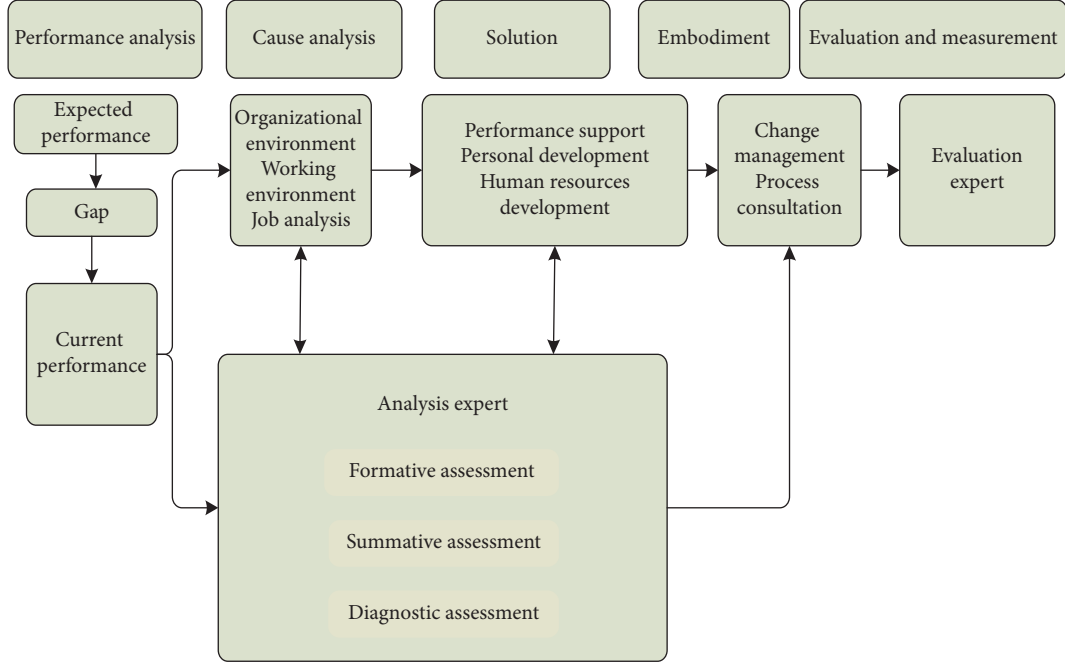 Performance analysis
Cause analysis
Solution
Embodiment
Evaluation and measurement
Expected
performance
Gap
Current
performance
Organizational
environment
Working
environment
Job analysis
Performance support
Personal development
Human resources
development
Change
management
Process
consultation
Evaluation
expert
Analysis expert
Formative assessment
Summative assessment
Diagnostic assessment